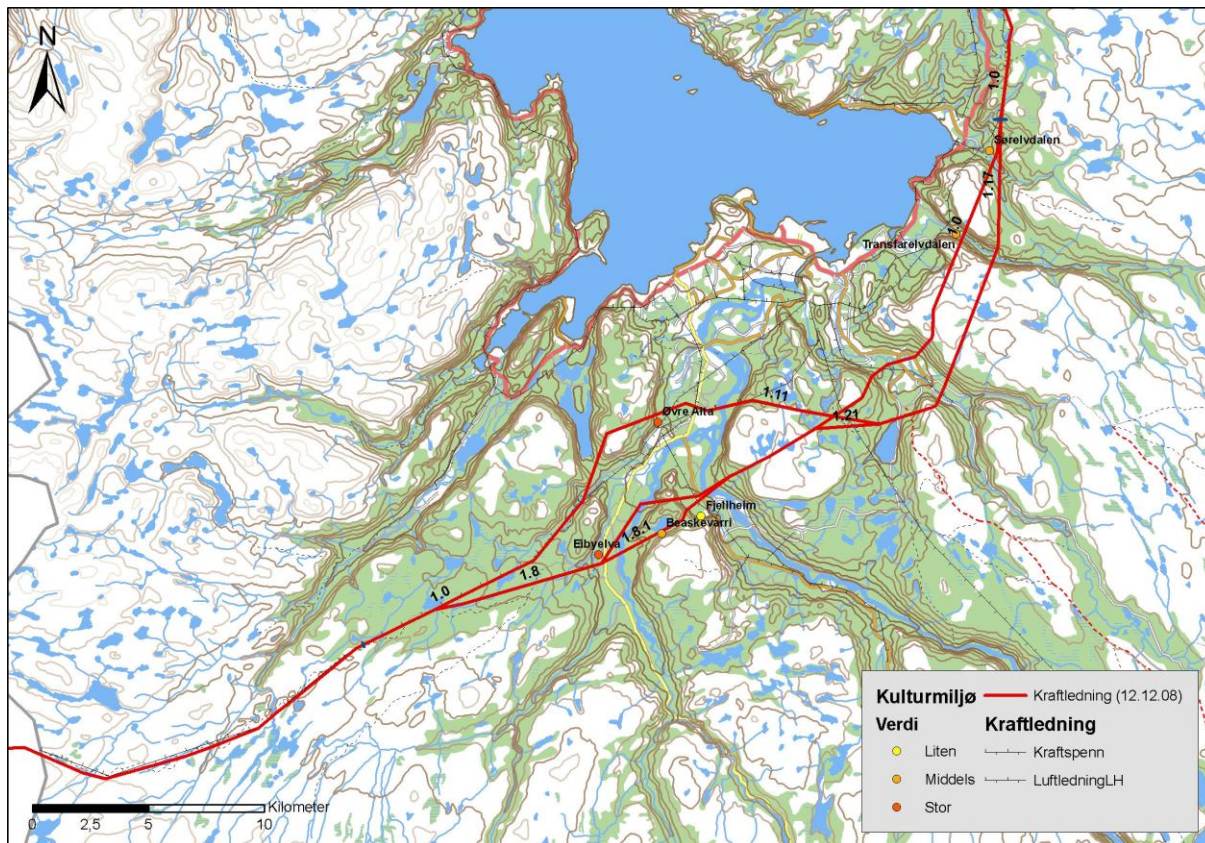 N
1.0
Sørelvdalen
1.17
1.0
Transfarelvdalen
1.11
Øvre Alta
1.21
Fjellheim
Beaskevarri
1.8.1
Eibyelva
1.8
1.0
Kulturmiljø
Kraftledning (12.12.08)
Verdi
Kraftledning
Liten
Kraftspenn
Middels
LuftledningLH
Stor
Kilometer
0 2,5 5 10